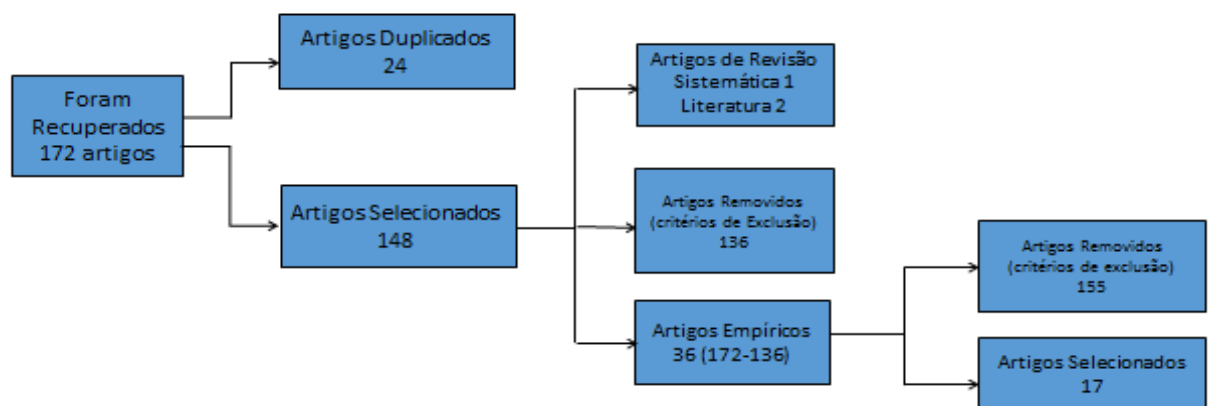 Foram
Recuperados
172 artigos
Artigos Duplicados
24
Artigos Selecionados
148
Artigos de Revisão
Sistemática 1
Literatura 2
Artigos Removidos
(critérios de Exclusão)
136
Artigos Empíricos
36 (172-136)
Artigos Removidos
(critérios de exclusão)
155
Artigos Selecionados
17